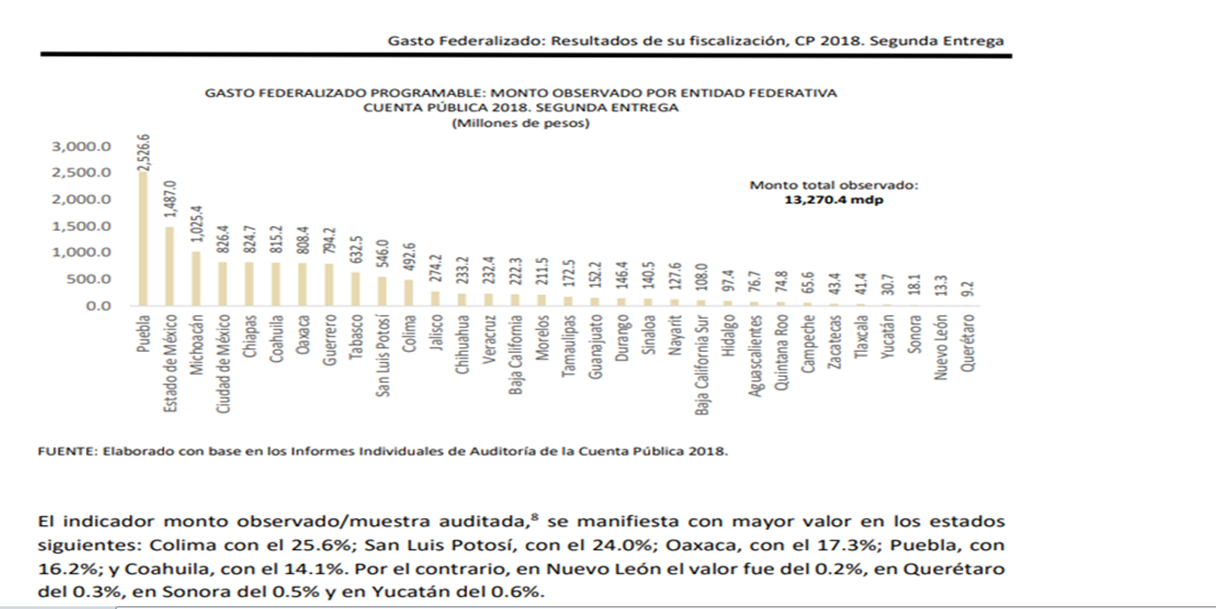 Gasto Federalizado: Resultados de su fiscalización, CP 2018. Segunda Entrega
GASTO FEDERALIZADO PROGRAMABLE: MONTO OBSERVADO POR ENTIDAD FEDERATIVA
CUENTA PÚBLICA 2018. SEGUNDA ENTREGA
(Millones de pesos)
3,000.0
2,500.0
2,000.0
1,500.0
1,000.0
500.0
0.0
2,526.6
1,487.0
1,025.4
826.4
824.7
815.2
808.4
794.2
632.5
546.0
492.6
274.2
233.2
232.4
222.3
211.5
172.5
152.2
146.4
140.5
127.6
108.0
97.4
76.7
74.8
65.6
43.4
41.4
30.7
18.1
13.3
9.2
Monto total observado:
13,270.4 mdp
Puebla
Estado de México
Michoacán
Ciudad de México
Chiapas
Coahuila
Oaxaca
Guerrero
Tabasco
San Luis Potosí
Colima
Jalisco
Chihuahua
Veracruz
Baja California
Morelos
Tamaulipas
Guanajuato
Durango
Sinaloa
Nayarit
Baja California Sur
Hidalgo
Aguascalientes
Quintana Roo
Campeche
Zacatecas
Tlaxcala
Yucatán
Sonora
Nuevo León
Querétaro
FUENTE: Elaborado con base en los Informes Individuales de Auditoría de la Cuenta Pública 2018.
El indicador monto observado/muestra auditada,⁸ se manifiesta con mayor valor en los estados
siguientes: Colima con el 25.6%; San Luis Potosí, con el 24.0%; Oaxaca, con el 17.3%; Puebla, con
16.2%; y Coahuila, con el 14.1%. Por el contrario, en Nuevo León el valor fue del 0.2%, en Querétaro
del 0.3%, en Sonora del 0.5% y en Yucatán del 0.6%.